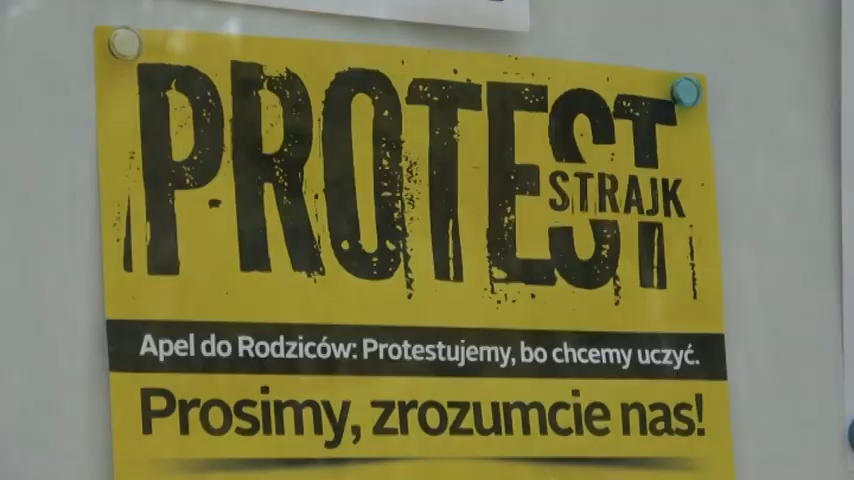 PROTEST
STRAJK
Apel do Rodziców: Protestujemy, bo chcemy uczyć.
Prosimy, zrozumcie nas!